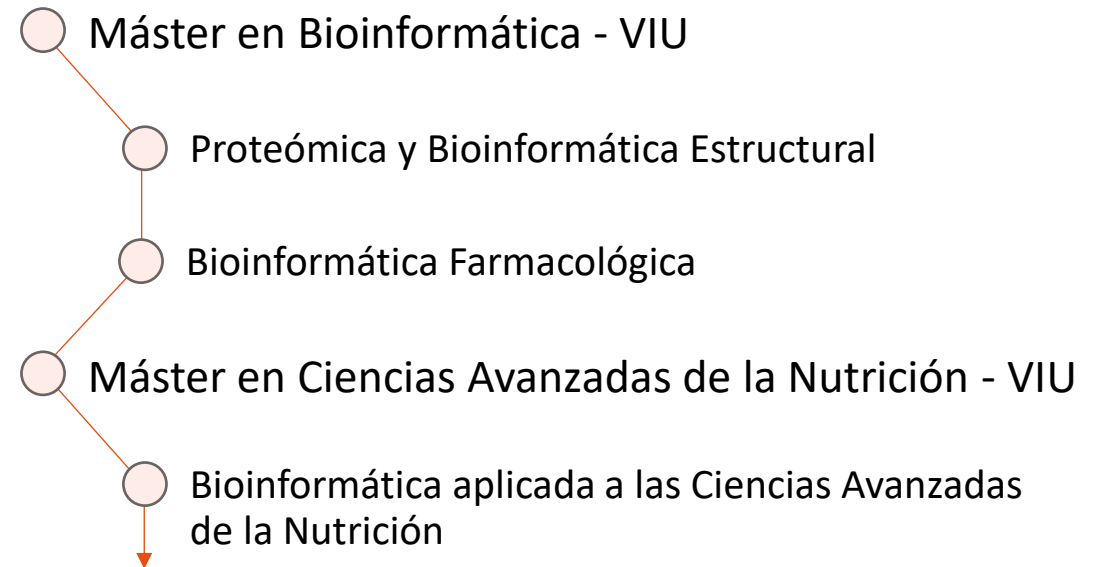 Máster en Bioinformática - VIU
Proteómica y Bioinformática Estructural
Bioinformática Farmacológica
Máster en Ciencias Avanzadas de la Nutrición - VIU
Bioinformática aplicada a las Ciencias Avanzadas
de la Nutrición